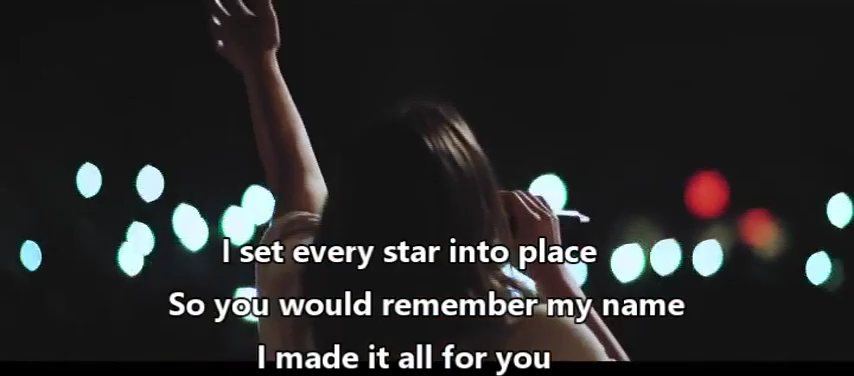 I set every star into place
So you would remember my name
I made it all for you